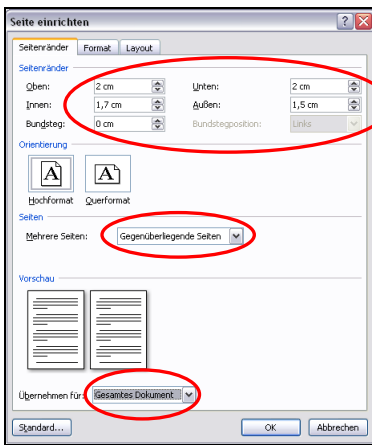 Seite einrichten
Seitenränder Format Layout
Seitenränder
Oben: 2 cm Unten: 2 cm
Innen: 1,7 cm Außen: 1,5 cm
Bundsteg: 0 cm Bundstegposition: Links
Orientierung
A A
Hochformat Querformat
Seiten
Mehrere Seiten: Gegenüberliegende Seiten
Vorschau
Übernehmen für: Gesamtes Dokument
Standard... OK Abbrechen